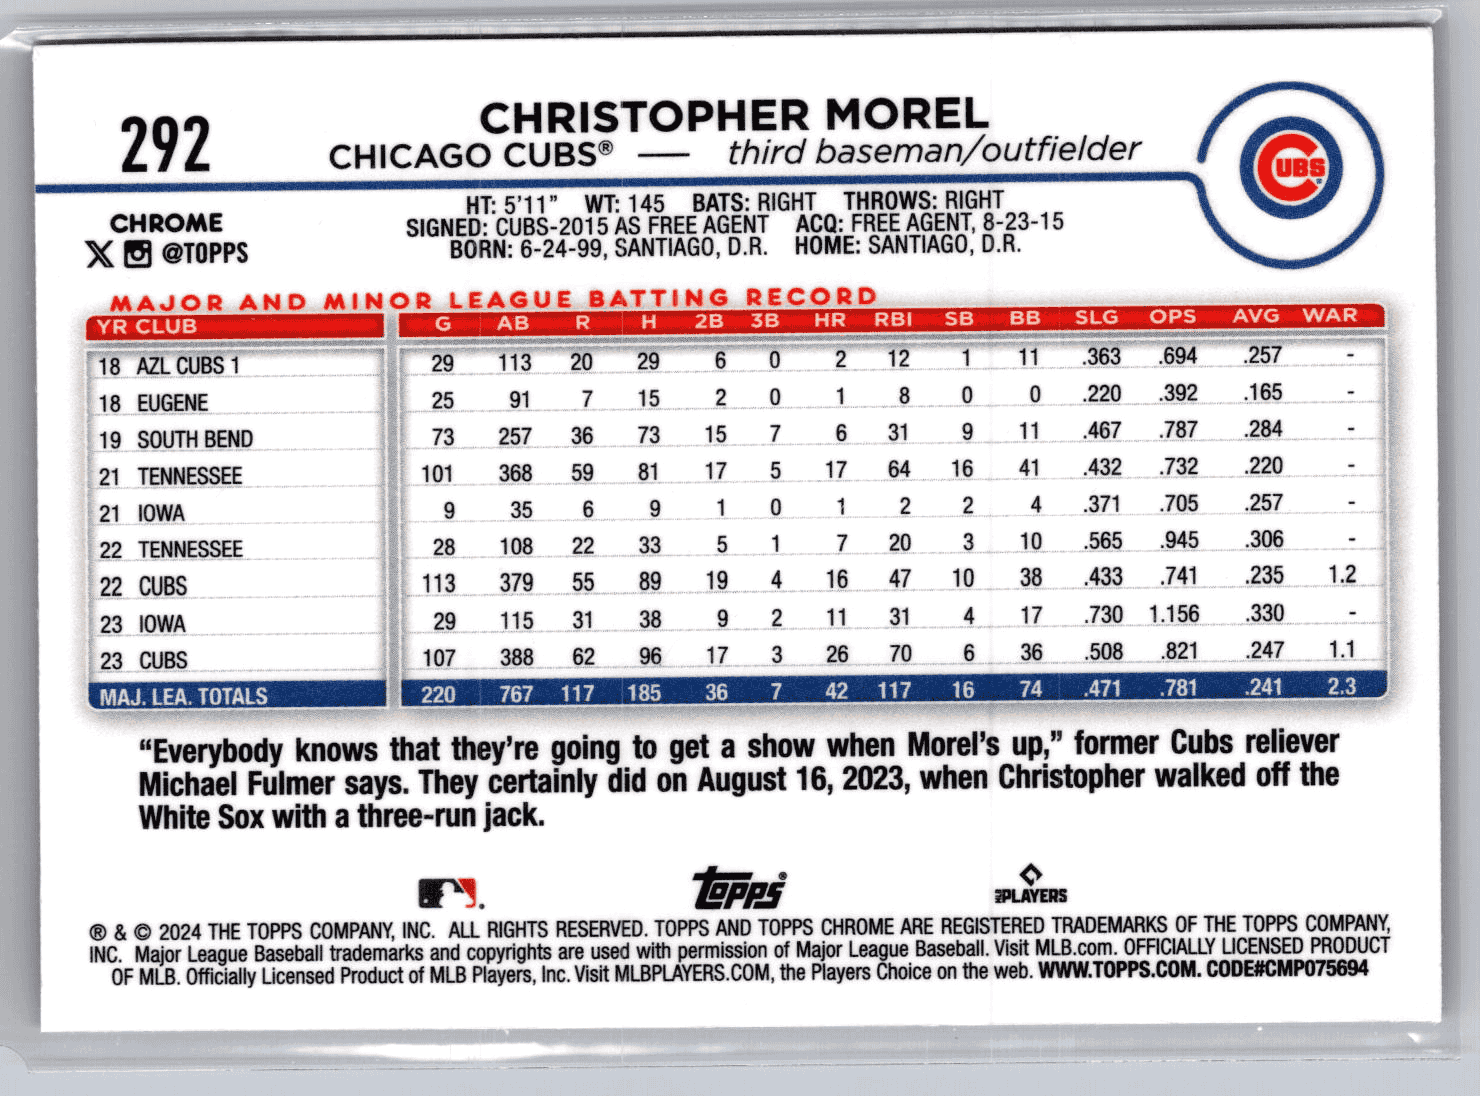 292
CHRISTOPHER MOREL
CHICAGO CUBS® — third baseman/outfielder
CUBS®
CHROME
X @TOPPS
HT: 5'11" WT: 145 BATS: RIGHT THROWS: RIGHT
SIGNED: CUBS-2015 AS FREE AGENT ACQ: FREE AGENT, 8-23-15
BORN: 6-24-99, SANTIAGO, D.R. HOME: SANTIAGO, D.R.
MAJOR AND MINOR LEAGUE BATTING RECORD
YR CLUB G AB R H 2B 3B HR RBI SB BB SLG OPS AVG WAR
18 AZL CUBS 1 29 113 20 29 6 0 2 12 1 11 .363 .694 .257 -
18 EUGENE 25 91 7 15 2 0 1 8 0 0 .220 .392 .165 -
19 SOUTH BEND 73 257 36 73 15 7 6 31 9 11 .467 .787 .284 -
21 TENNESSEE 101 368 59 81 17 5 17 64 16 41 .432 .732 .220 -
21 IOWA 9 35 6 9 1 0 1 2 2 4 .371 .705 .257 -
22 TENNESSEE 28 108 22 33 5 1 7 20 3 10 .565 .945 .306 -
22 CUBS 113 379 55 89 19 4 16 47 10 38 .433 .741 .235 1.2
23 IOWA 29 115 31 38 9 2 11 31 4 17 .730 1.156 .330 -
23 CUBS 107 388 62 96 17 3 26 70 6 36 .508 .821 .247 1.1
MAJ. LEA. TOTALS 220 767 117 185 36 7 42 117 16 74 .471 .781 .241 2.3
"Everybody knows that they're going to get a show when Morel's up," former Cubs reliever
Michael Fulmer says. They certainly did on August 16, 2023, when Christopher walked off the
White Sox with a three-run jack.
Topps® MLBPLAYERS
® & © 2024 THE TOPPS COMPANY, INC. ALL RIGHTS RESERVED. TOPPS AND TOPPS CHROME ARE REGISTERED TRADEMARKS OF THE TOPPS COMPANY,
INC. Major League Baseball trademarks and copyrights are used with permission of Major League Baseball. Visit MLB.com. OFFICIALLY LICENSED PRODUCT
OF MLB. Officially Licensed Product of MLB Players, Inc. Visit MLBPLAYERS.COM, the Players Choice on the web. WWW.TOPPS.COM. CODE#CMP075694